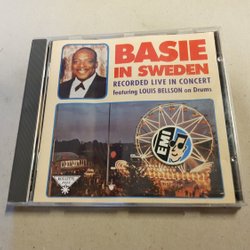 BASIE
IN SWEDEN
RECORDED LIVE IN CONCERT
featuring LOUIS BELLSON on Drums
EMI